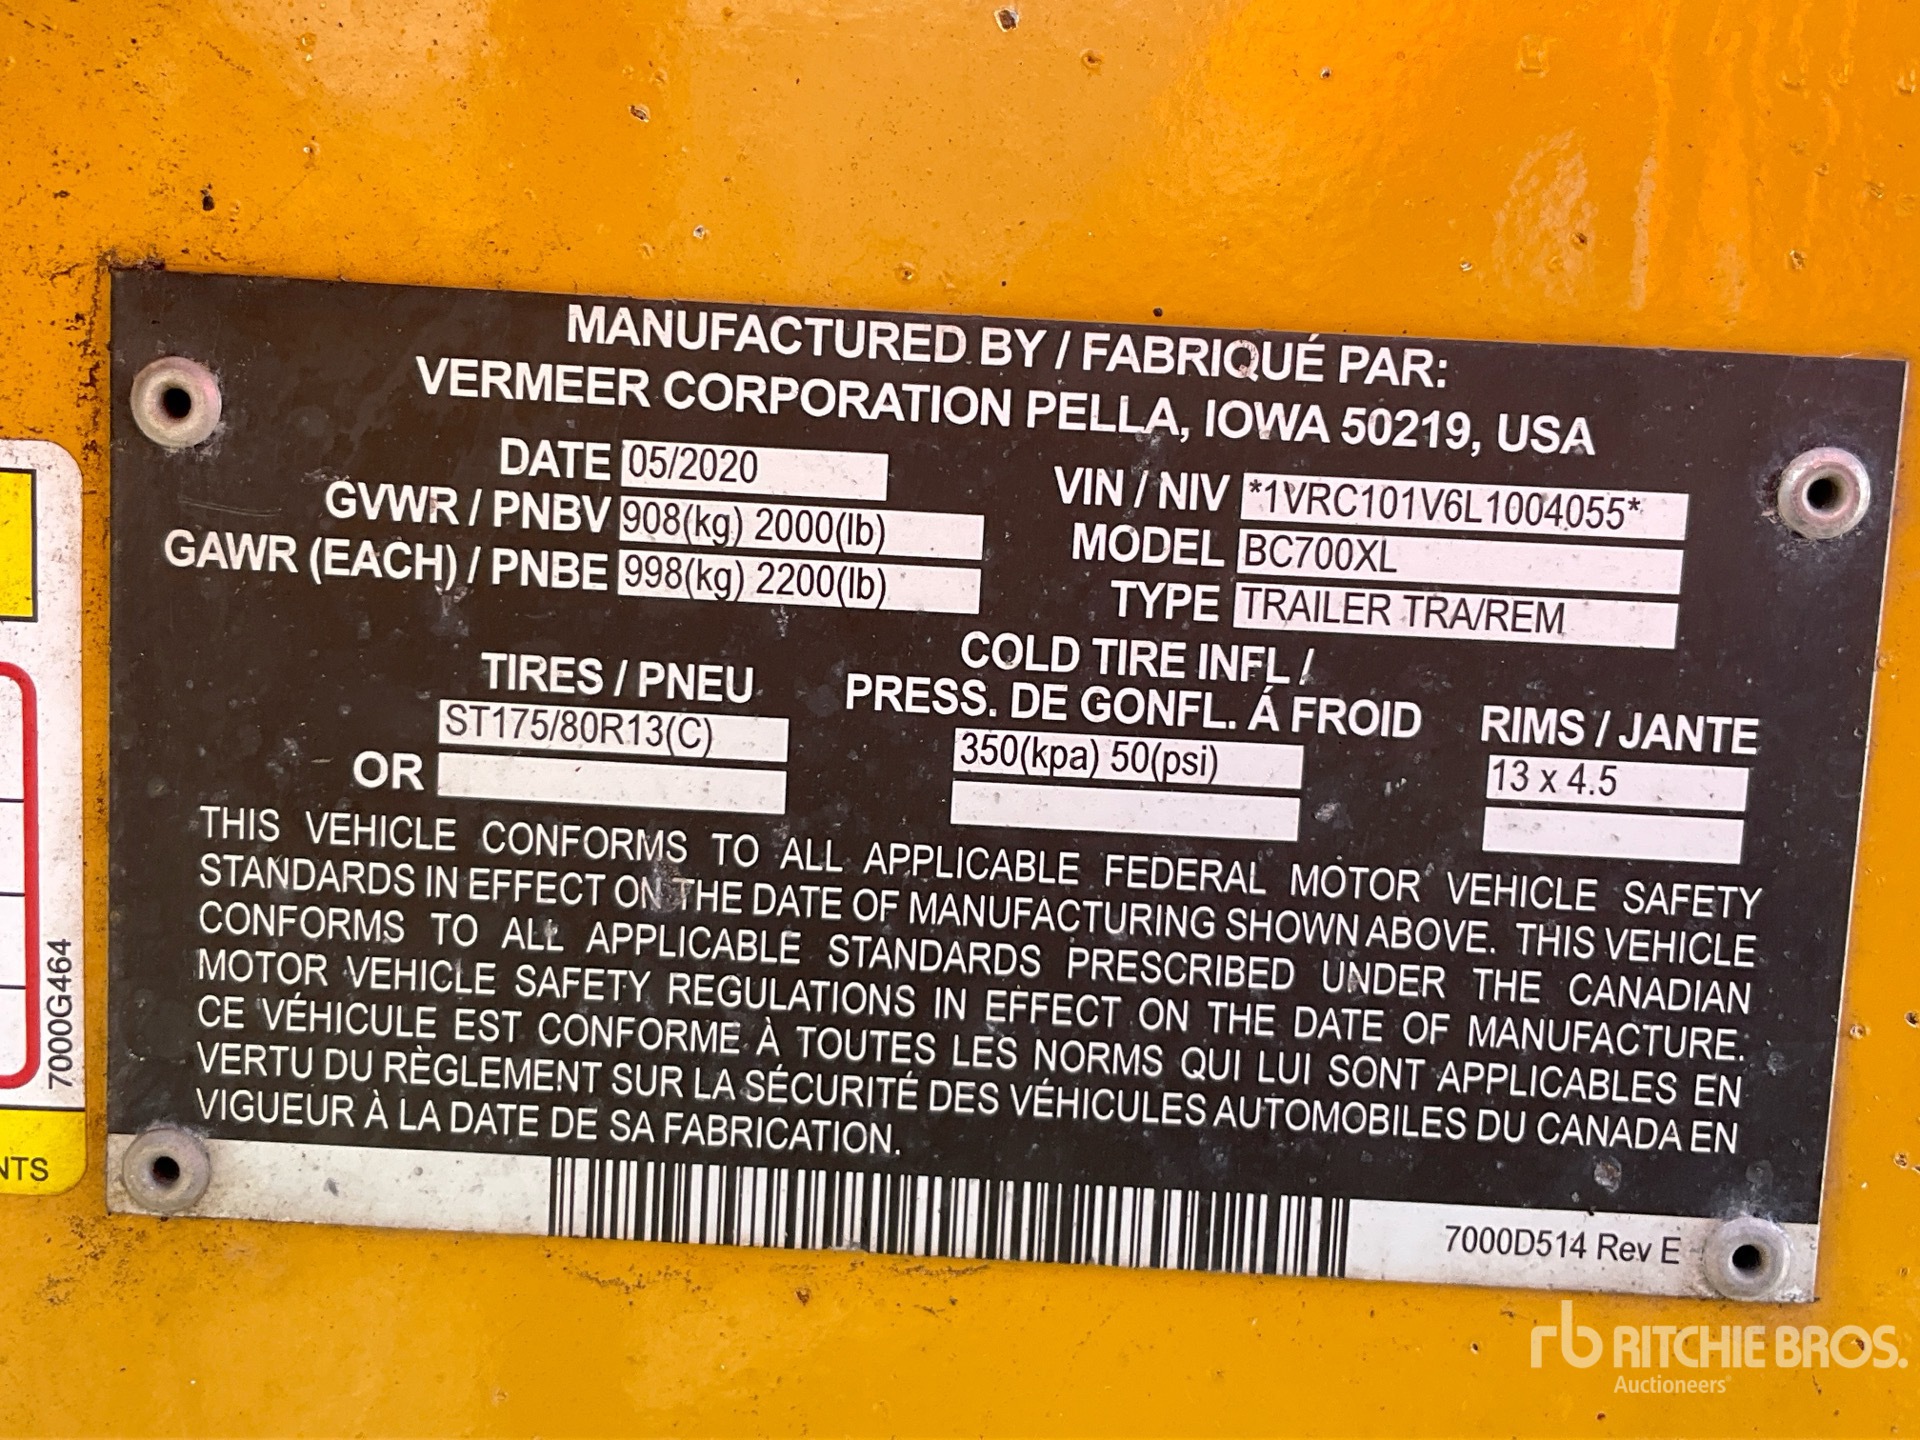 MANUFACTURED BY / FABRIQUÉ PAR:
VERMEER CORPORATION PELLA, IOWA 50219, USA
DATE 05/2020
GVWR / PNBV 908(kg) 2000(lb)
GAWR (EACH) / PNBE 998(kg) 2200(lb)
VIN / NIV *1VRC101V6L1004055*
MODEL BC700XL
TYPE TRAILER TRA/REM
TIRES / PNEU
ST175/80R13(C)
OR
COLD TIRE INFL /
PRESS. DE GONFL. Á FROID
350(kpa) 50(psi)
RIMS / JANTE
13 x 4.5
THIS VEHICLE CONFORMS TO ALL APPLICABLE FEDERAL MOTOR VEHICLE SAFETY
STANDARDS IN EFFECT ON THE DATE OF MANUFACTURING SHOWN ABOVE. THIS VEHICLE
CONFORMS TO ALL APPLICABLE STANDARDS PRESCRIBED UNDER THE CANADIAN
MOTOR VEHICLE SAFETY REGULATIONS IN EFFECT ON THE DATE OF MANUFACTURE.
CE VÉHICULE EST CONFORME À TOUTES LES NORMS QUI LUI SONT APPLICABLES EN
VERTU DU RÈGLEMENT SUR LA SÉCURITÉ DES VÉHICULES AUTOMOBILES DU CANADA EN
VIGUEUR À LA DATE DE SA FABRICATION.
7000D514 Rev E
7000G464
NTS
rb RITCHIE BROS.
Auctioneers